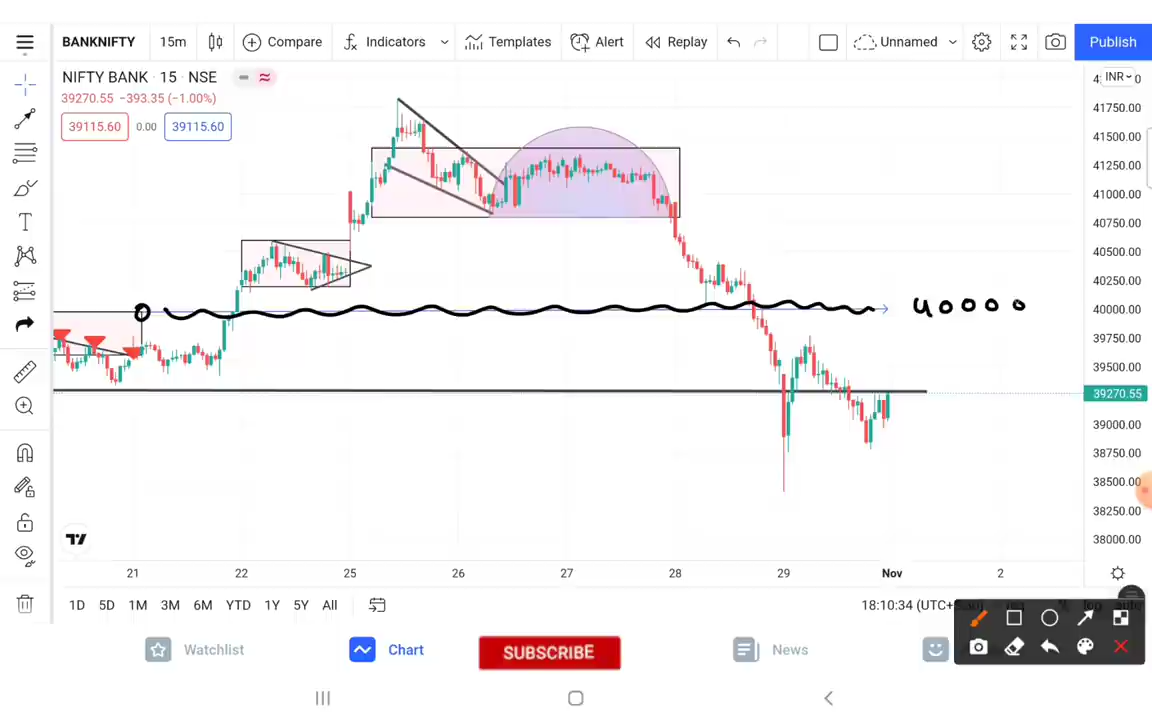 BANKNIFTY 15m Compare Indicators Templates Alert Replay Unnamed Publish
NIFTY BANK · 15 · NSE
39270.55 −393.35 (−1.00%)
39115.60 0.00 39115.60
INR
41750.00
41500.00
41250.00
41000.00
40750.00
40500.00
40250.00
40000.00
40000
39750.00
39500.00
39270.55
39000.00
38750.00
38500.00
38250.00
38000.00
21 22 25 26 27 28 29 Nov 2
1D 5D 1M 3M 6M YTD 1Y 5Y All
18:10:34 (UTC+
Watchlist Chart SUBSCRIBE News